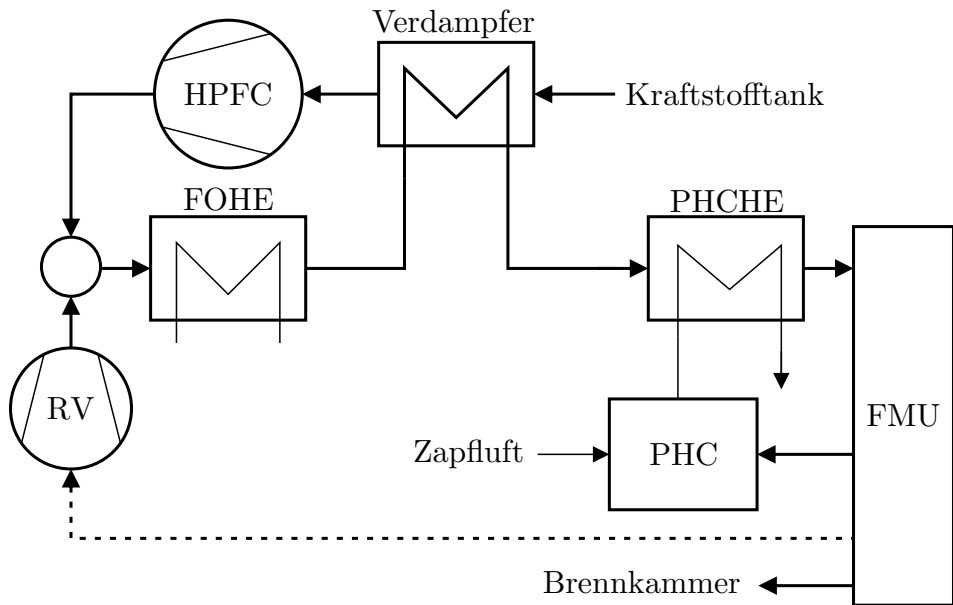 Verdampfer
HPFC
Kraftstofftank
FOHE
PHCHE
RV
FMU
Zapfluft
PHC
Brennkammer